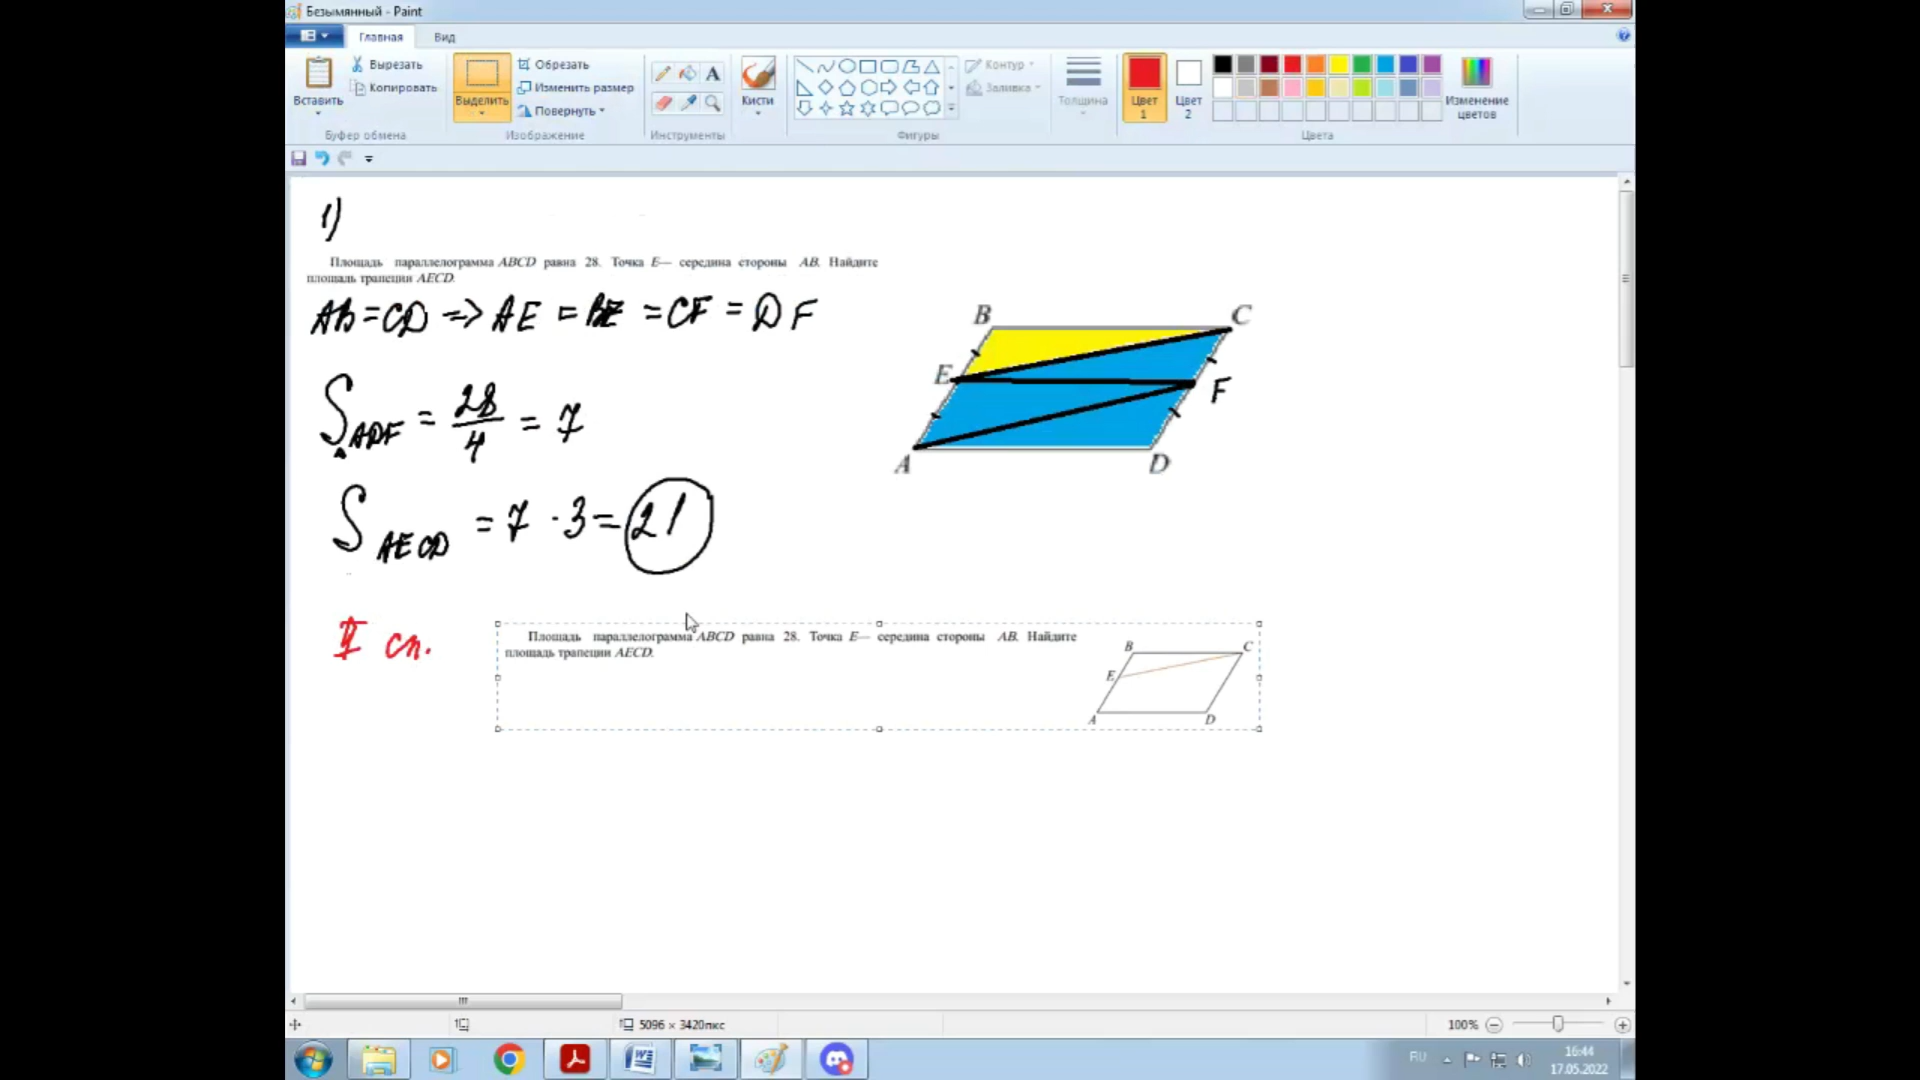 Безымянный - Paint
Главная Вид
Вставить
Вырезать
Копировать
Буфер обмена
Выделить
Обрезать
Изменить размер
Повернуть
Изображение
A
Инструменты
Кисти
Контур
Заливка
Фигуры
Толщина
Цвет 1
Цвет 2
Изменение цветов
Цвета
1)
Площадь параллелограмма ABCD равна 28. Точка E— середина стороны AB. Найдите
площадь трапеции AECD.
AB = CD => AE = BE = CF = DF
S ADF = 28/4 = 7
S AECD = 7 · 3 = 21
B C
E F
A D
II сп.
Площадь параллелограмма ABCD равна 28. Точка E— середина стороны AB. Найдите
площадь трапеции AECD.
B C
E
A D
5096 × 3420пкс
100%
RU
16:44
17.05.2022